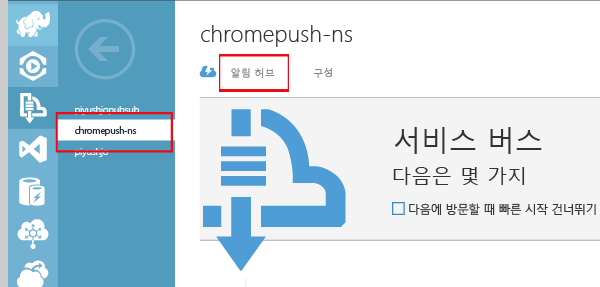 chromepush-ns
알림 허브
구성
piyushjopubsub
chromepush-ns
piyushjo
서비스 버스
다음은 몇 가지
다음에 방문할 때 빠른 시작 건너뛰기